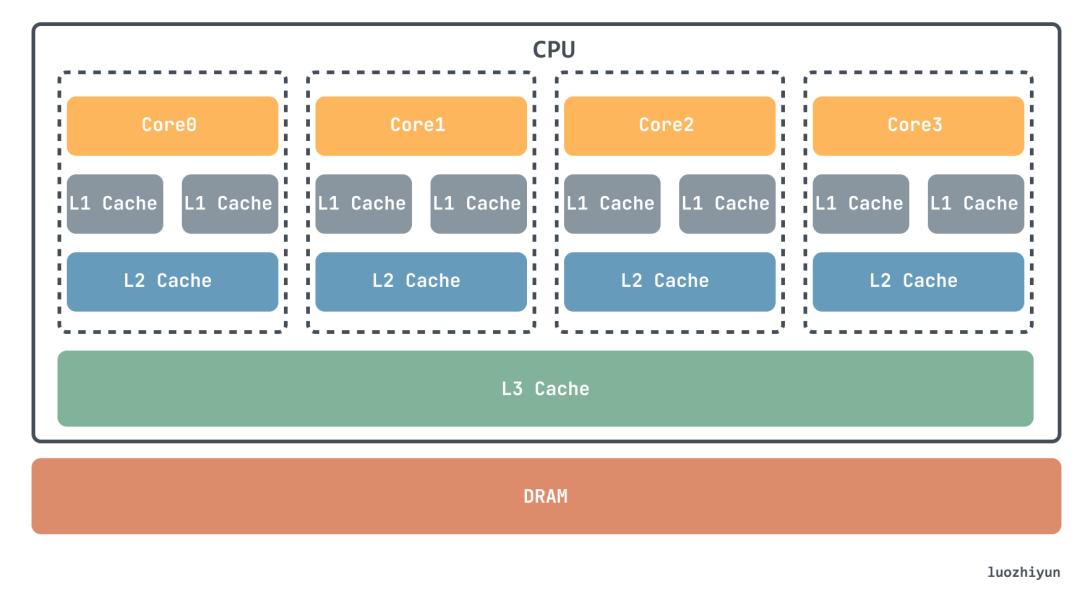 CPU
Core0 Core1 Core2 Core3
L1 Cache L1 Cache L1 Cache L1 Cache L1 Cache L1 Cache L1 Cache L1 Cache
L2 Cache L2 Cache L2 Cache L2 Cache
L3 Cache
DRAM
luozhiyun